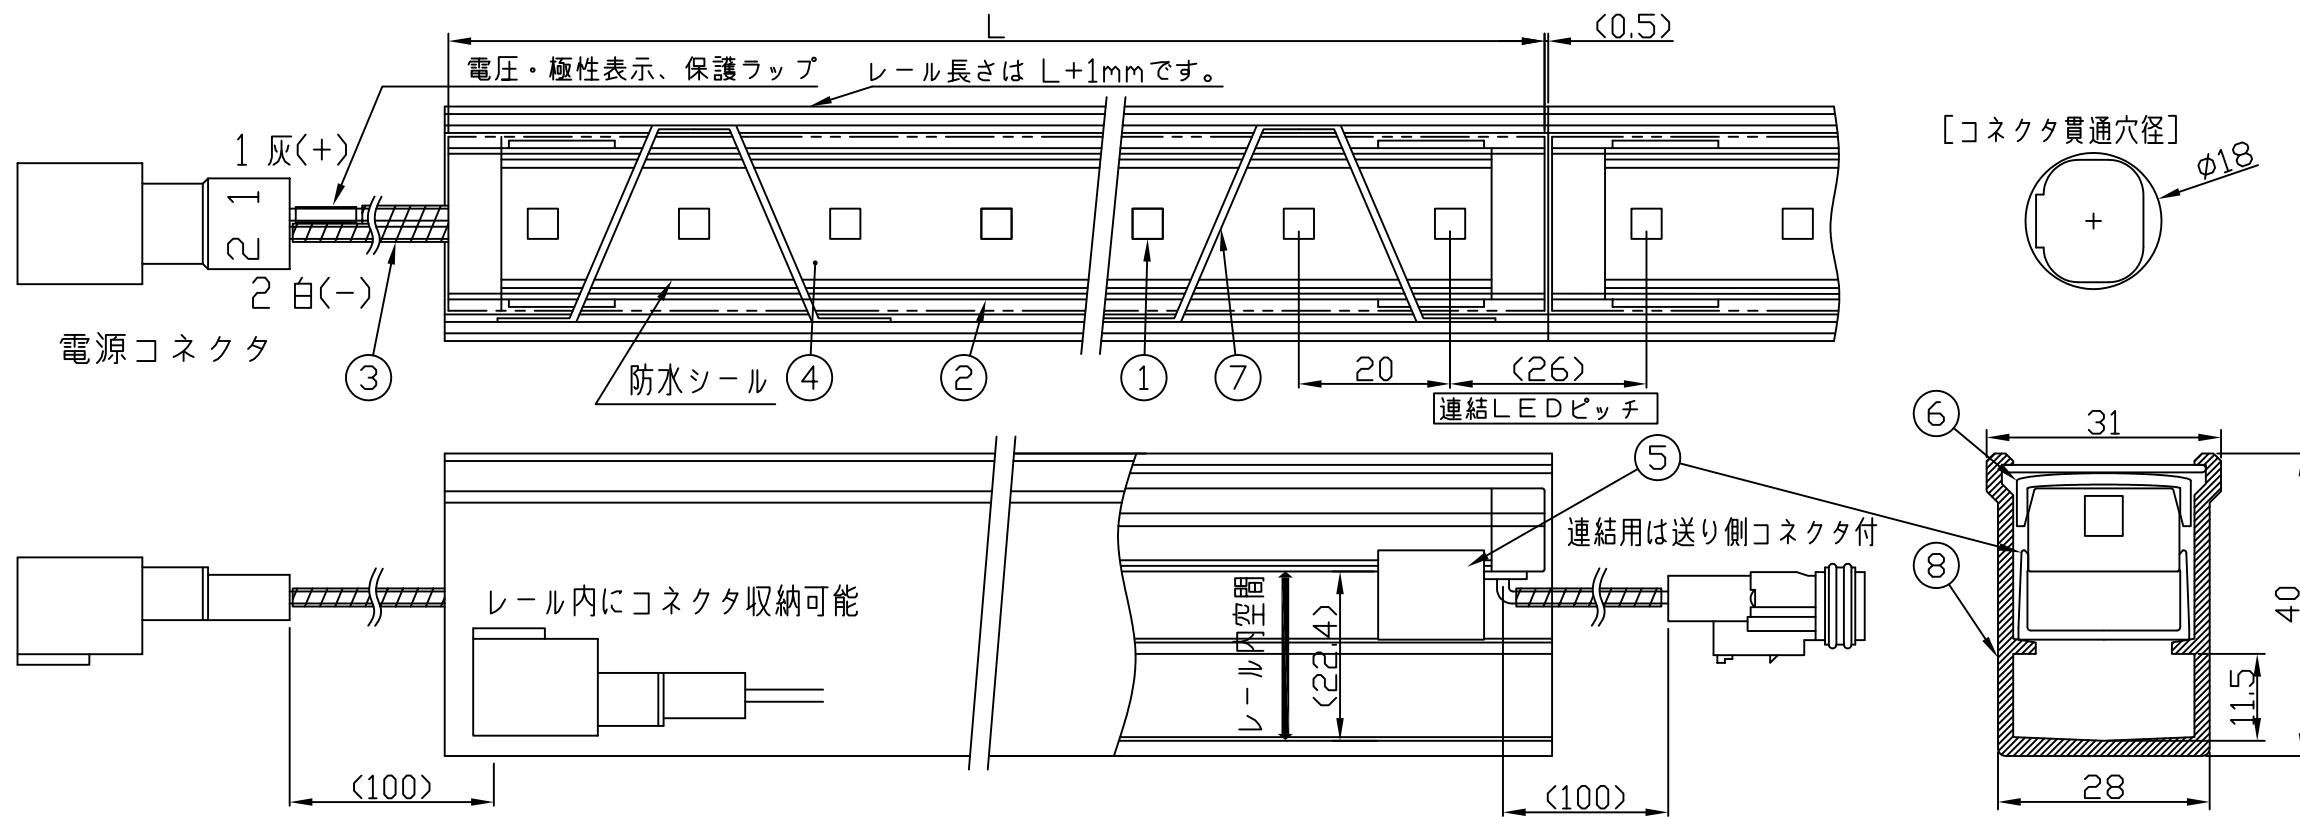 L
(0.5)
電圧・極性表示、保護ラップ
レール長さは L+1mmです。
[コネクタ貫通穴径]
φ18
1 灰(+)
2 1
2 白(-)
電源コネクタ
3
防水シール
4
2
1
7
20
(26)
連結LEDピッチ
6
31
5
連結用は送り側コネクタ付
8
レール内にコネクタ収納可能
レール内空間
(22.4)
40
11.5
(100)
(100)
28